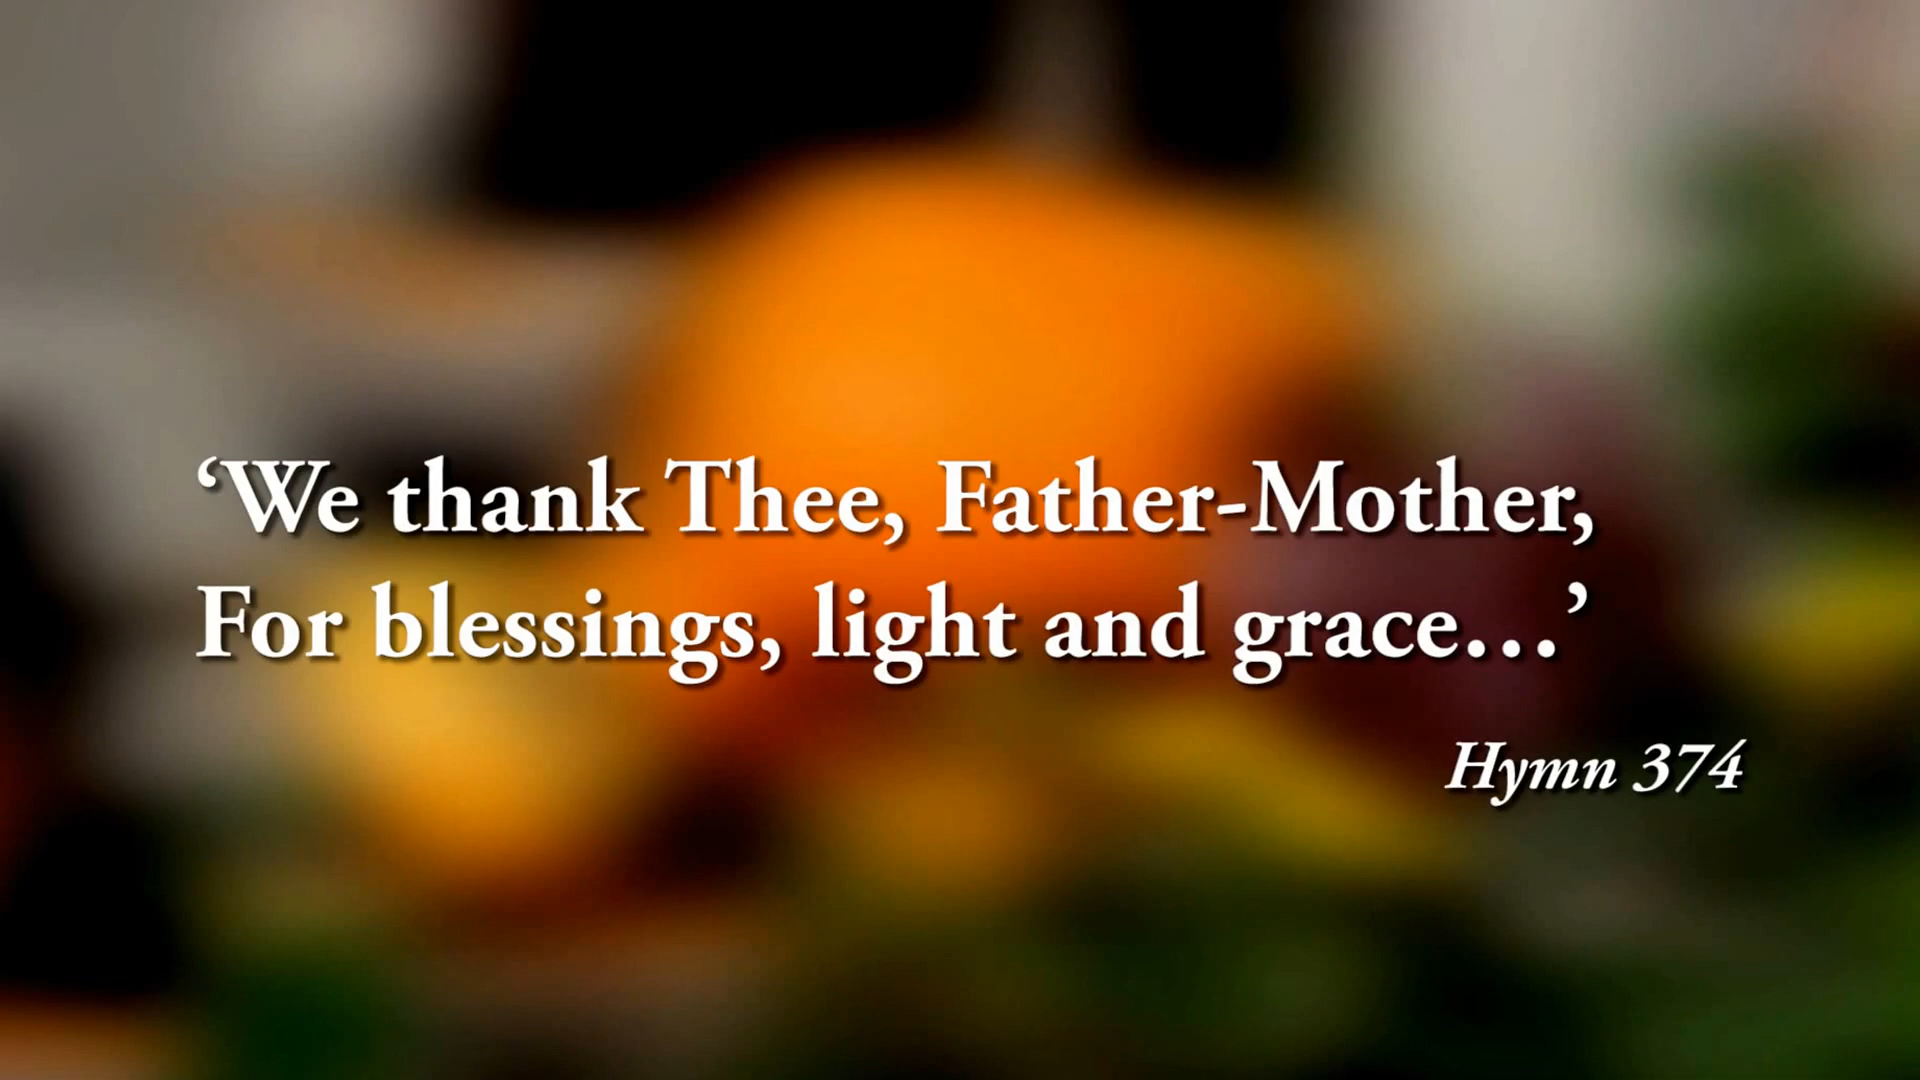 ‘We thank Thee, Father-Mother,
For blessings, light and grace…’
Hymn 374